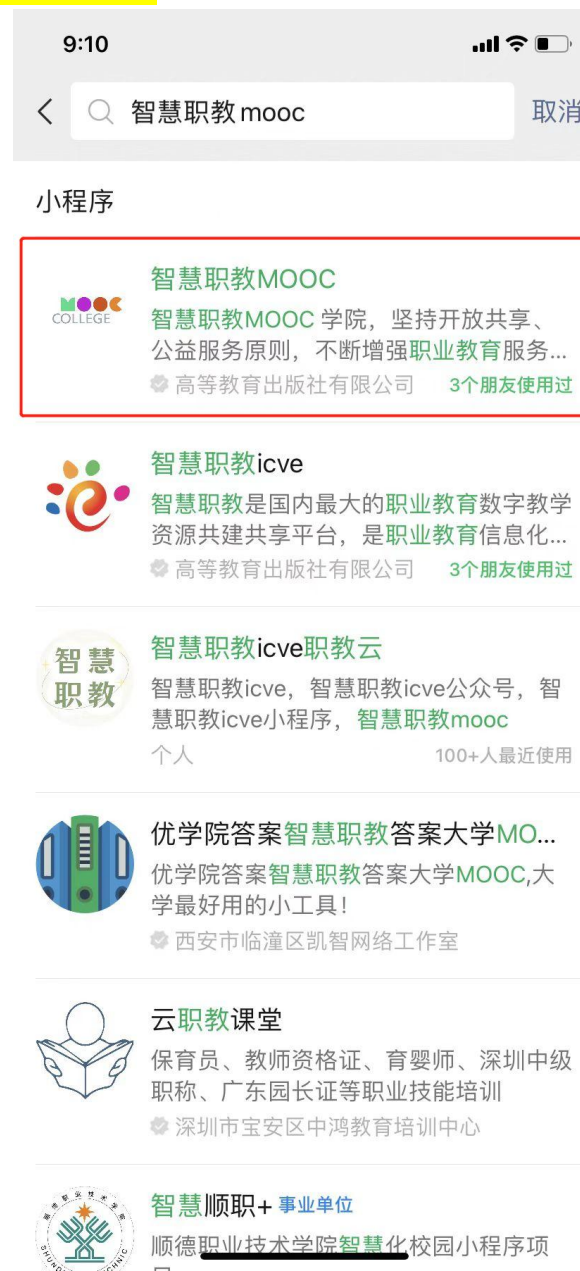 9:10
智慧职教mooc
取消
小程序
MOOC
COLLEGE
智慧职教MOOC
智慧职教MOOC 学院，坚持开放共享、
公益服务原则，不断增强职业教育服务...
高等教育出版社有限公司 3个朋友使用过
智慧职教icve
智慧职教是国内最大的职业教育数字教学
资源共建共享平台，是职业教育信息化...
高等教育出版社有限公司 3个朋友使用过
智慧
职教
智慧职教icve职教云
智慧职教icve，智慧职教icve公众号，智
慧职教icve小程序，智慧职教mooc
个人 100+人最近使用
优学院答案智慧职教答案大学MO...
优学院答案智慧职教答案大学MOOC,大
学最好用的小工具！
西安市临潼区凯智网络工作室
云职教课堂
保育员、教师资格证、育婴师、深圳中级
职称、广东园长证等职业技能培训
深圳市宝安区中鸿教育培训中心
智慧顺职+ 事业单位
顺德职业技术学院智慧化校园小程序项